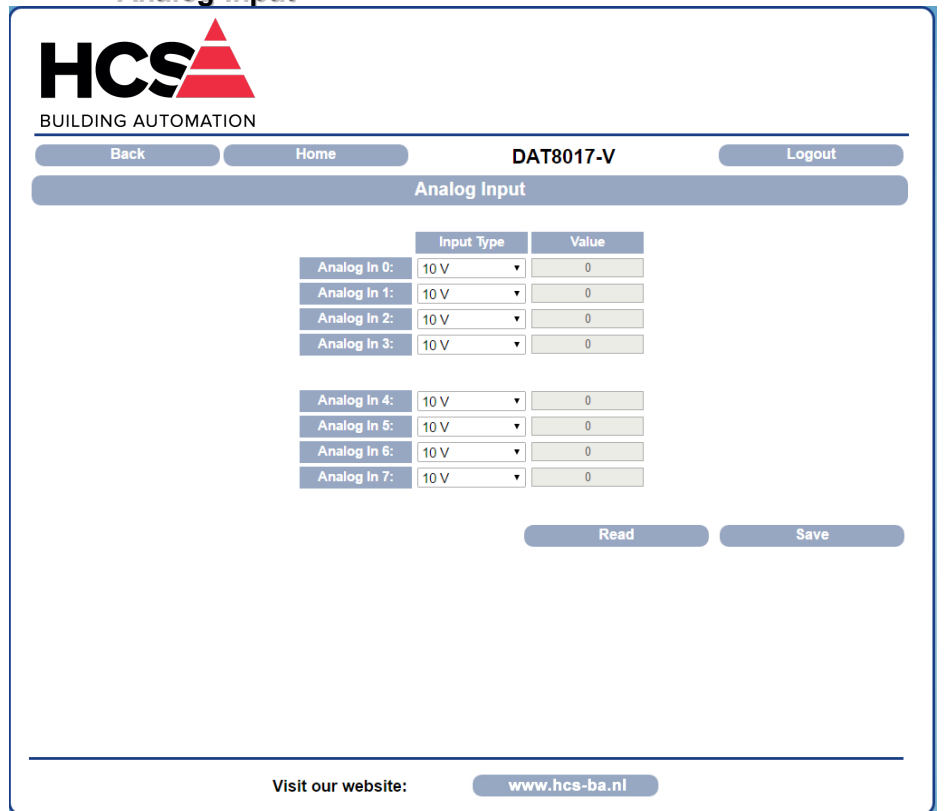 Analog Input
HCS
BUILDING AUTOMATION
Back Home DAT8017-V Logout
Analog Input
Input Type Value
Analog In 0: 10 V 0
Analog In 1: 10 V 0
Analog In 2: 10 V 0
Analog In 3: 10 V 0
Analog In 4: 10 V 0
Analog In 5: 10 V 0
Analog In 6: 10 V 0
Analog In 7: 10 V 0
Read Save
Visit our website: www.hcs-ba.nl